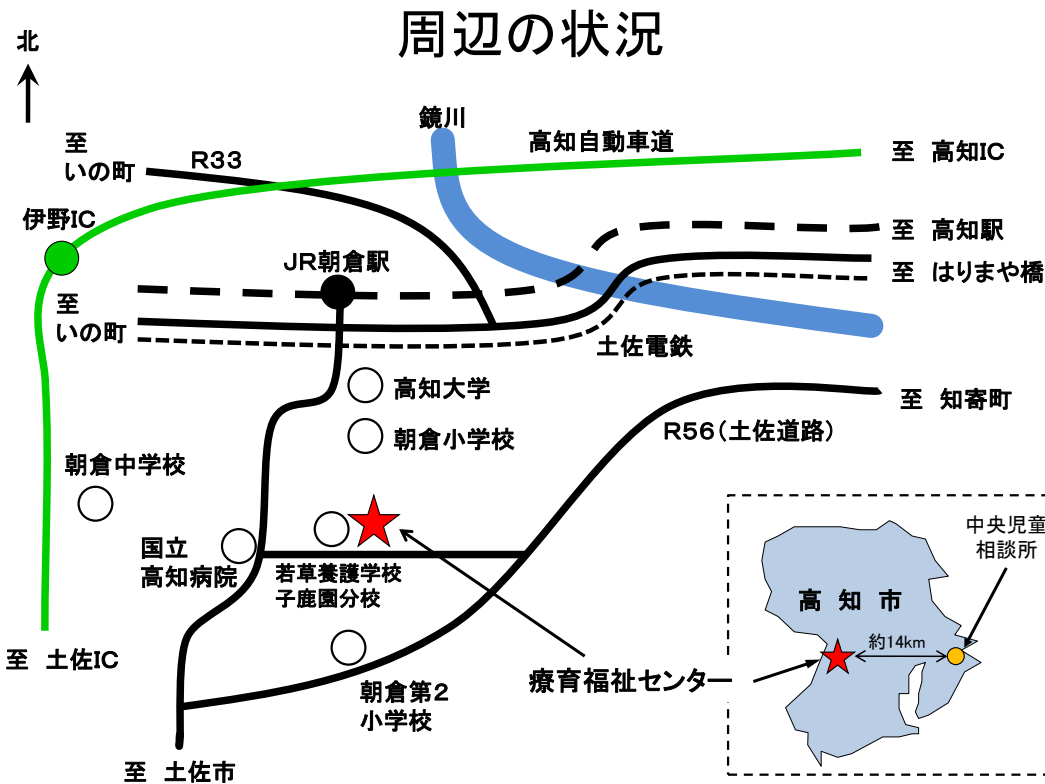 周辺の状況
北
鏡川
高知自動車道
至 高知IC
至
いの町
R33
伊野IC
至 高知駅
JR朝倉駅
至 はりまや橋
至
いの町
土佐電鉄
高知大学
至 知寄町
朝倉小学校
R56(土佐道路)
朝倉中学校
国立
高知病院
若草養護学校
子鹿園分校
中央児童
相談所
高知市
約14km
至 土佐IC
療育福祉センター
朝倉第2
小学校
至 土佐市